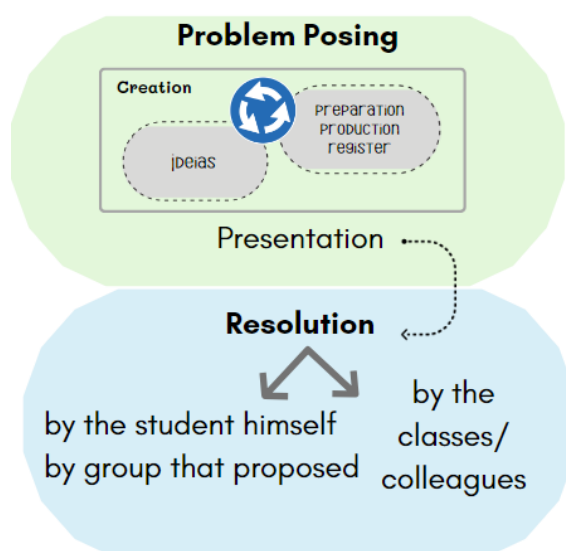 Problem Posing
Creation
jdeias
preparation
production
register
Presentation
Resolution
by the student himself
by group that proposed
by the
classes/
colleagues